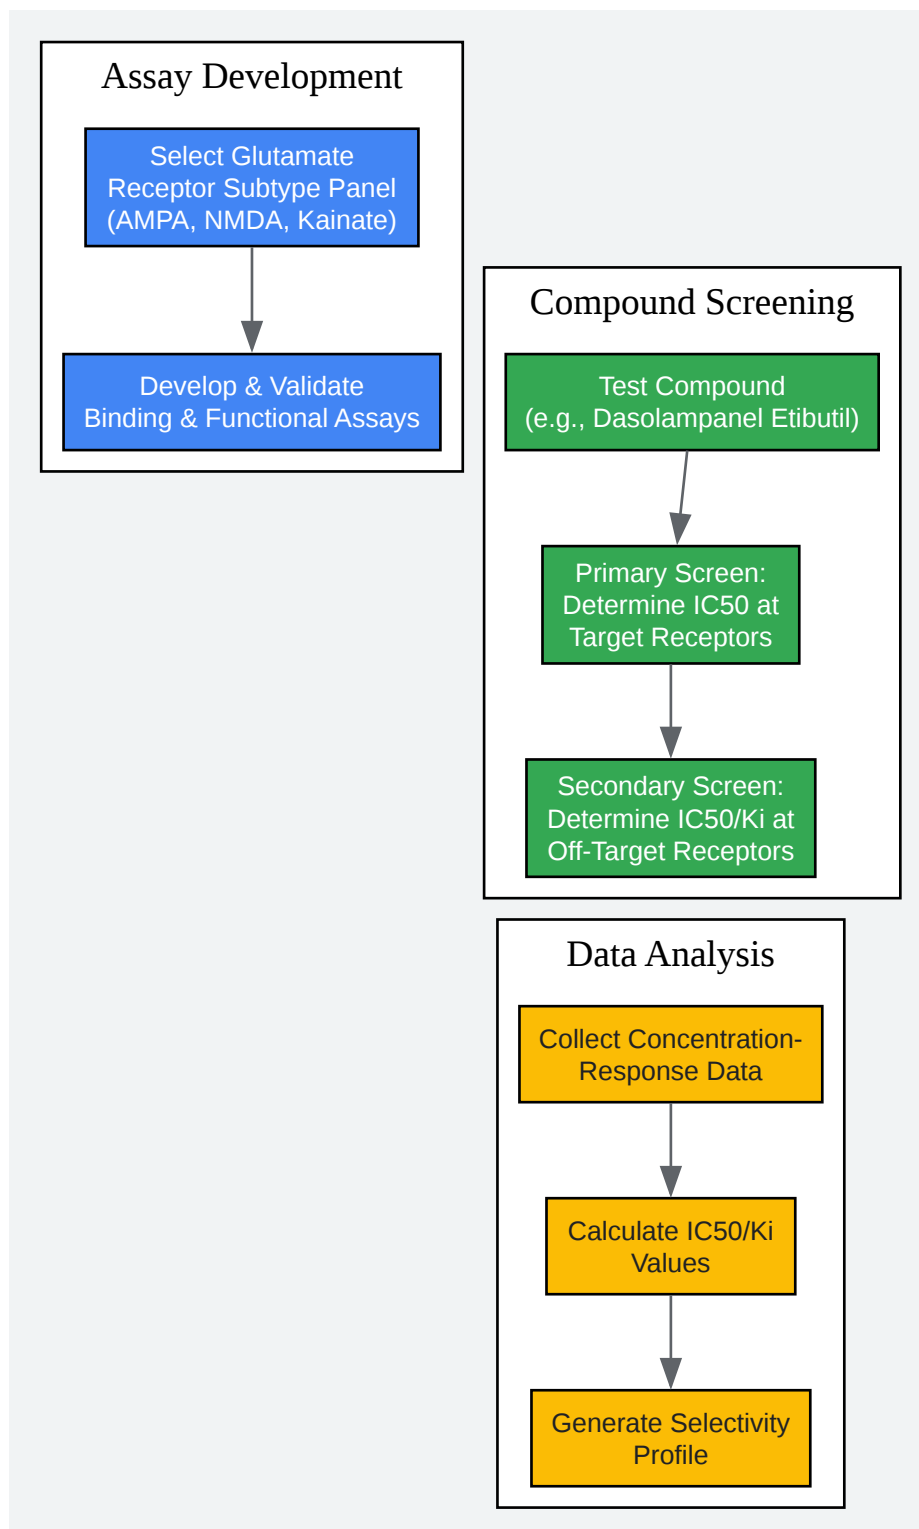 Assay Development
Select Glutamate
Receptor Subtype Panel
(AMPA, NMDA, Kainate)
Develop & Validate
Binding & Functional Assays
Compound Screening
Test Compound
(e.g., Dasolampanel Etibutil)
Primary Screen:
Determine IC50 at
Target Receptors
Secondary Screen:
Determine IC50/Ki at
Off-Target Receptors
Data Analysis
Collect Concentration-
Response Data
Calculate IC50/Ki
Values
Generate Selectivity
Profile